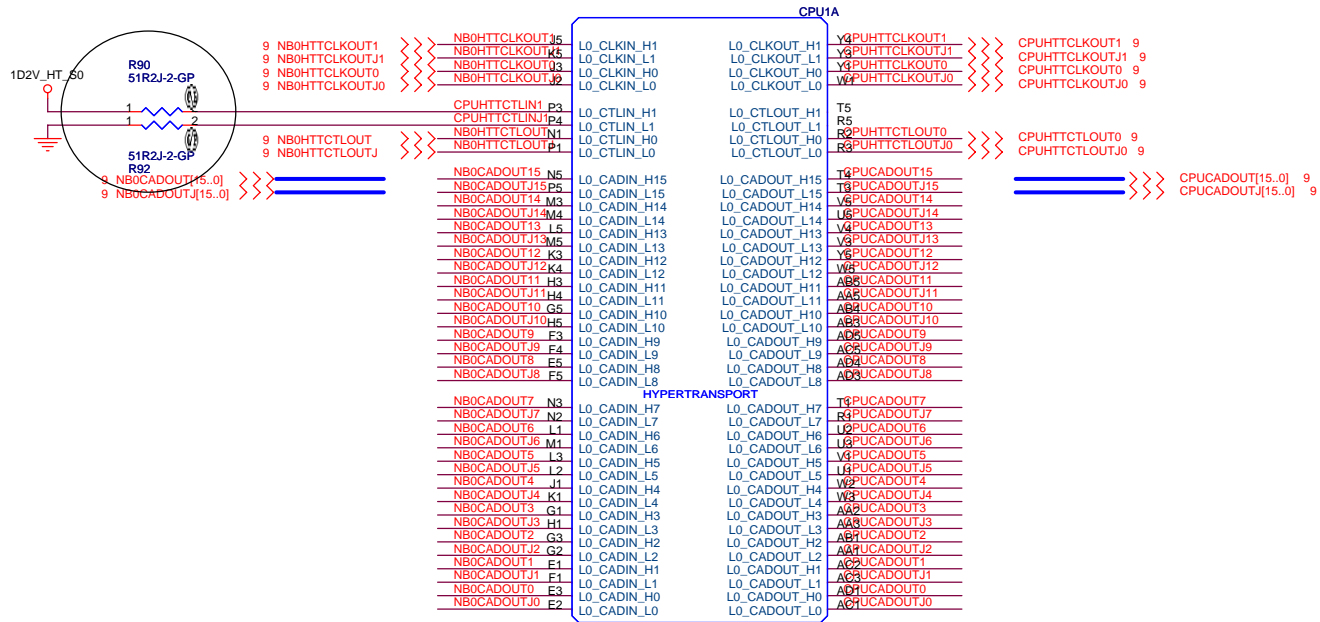 CPU1A
9 NB0HTTCLKOUT1
9 NB0HTTCLKOUTJ1
9 NB0HTTCLKOUT0
9 NB0HTTCLKOUTJ0
1D2V_HT_S0
R90
51R2J-2-GP
1
1 2
51R2J-2-GP
R92
9 NB0HTTCTLOUT
9 NB0HTTCTLOUTJ
9 NB0CADOUT[15..0]
9 NB0CADOUTJ[15..0]
NB0HTTCLKOUT1 J5 L0_CLKIN_H1 L0_CLKOUT_H1 Y4 CPUHTTCLKOUT1
K5 L0_CLKIN_L1 L0_CLKOUT_L1 Y3 CPUHTTCLKOUTJ1
NB0HTTCLKOUT0 J3 L0_CLKIN_H0 L0_CLKOUT_H0 Y1 CPUHTTCLKOUT0
J2 L0_CLKIN_L0 L0_CLKOUT_L0 W1 CPUHTTCLKOUTJ0
CPUHTTCTLIN1 P3 L0_CTLIN_H1 L0_CTLOUT_H1 T5
CPUHTTCTLINJ1 P4 L0_CTLIN_L1 L0_CTLOUT_L1 R5
NB0HTTCTLOUT N1 L0_CTLIN_H0 L0_CTLOUT_H0 R2 CPUHTTCTLOUT0
P1 L0_CTLIN_L0 L0_CTLOUT_L0 R3 CPUHTTCTLOUTJ0
NB0CADOUT15 N5 L0_CADIN_H15 L0_CADOUT_H15 T4 CPUCADOUT15
NB0CADOUTJ15 P5 L0_CADIN_L15 L0_CADOUT_L15 T3 CPUCADOUTJ15
NB0CADOUT14 M3 L0_CADIN_H14 L0_CADOUT_H14 V5 CPUCADOUT14
NB0CADOUTJ14 M4 L0_CADIN_L14 L0_CADOUT_L14 U5 CPUCADOUTJ14
NB0CADOUT13 L5 L0_CADIN_H13 L0_CADOUT_H13 V4 CPUCADOUT13
NB0CADOUTJ13 M5 L0_CADIN_L13 L0_CADOUT_L13 V3 CPUCADOUTJ13
NB0CADOUT12 K3 L0_CADIN_H12 L0_CADOUT_H12 Y5 CPUCADOUT12
NB0CADOUTJ12 K4 L0_CADIN_L12 L0_CADOUT_L12 W5 CPUCADOUTJ12
NB0CADOUT11 H3 L0_CADIN_H11 L0_CADOUT_H11 AB5 CPUCADOUT11
NB0CADOUTJ11 H4 L0_CADIN_L11 L0_CADOUT_L11 AA5 CPUCADOUTJ11
NB0CADOUT10 G5 L0_CADIN_H10 L0_CADOUT_H10 AB4 CPUCADOUT10
NB0CADOUTJ10 H5 L0_CADIN_L10 L0_CADOUT_L10 AB3 CPUCADOUTJ10
NB0CADOUT9 F3 L0_CADIN_H9 L0_CADOUT_H9 AD5 CPUCADOUT9
NB0CADOUTJ9 F4 L0_CADIN_L9 L0_CADOUT_L9 AC5 CPUCADOUTJ9
NB0CADOUT8 E5 L0_CADIN_H8 L0_CADOUT_H8 AD4 CPUCADOUT8
NB0CADOUTJ8 F5 L0_CADIN_L8 L0_CADOUT_L8 AD3 CPUCADOUTJ8
HYPERTRANSPORT
NB0CADOUT7 N3 L0_CADIN_H7 L0_CADOUT_H7 T1 CPUCADOUT7
NB0CADOUTJ7 N2 L0_CADIN_L7 L0_CADOUT_L7 R1 CPUCADOUTJ7
NB0CADOUT6 L1 L0_CADIN_H6 L0_CADOUT_H6 U2 CPUCADOUT6
NB0CADOUTJ6 M1 L0_CADIN_L6 L0_CADOUT_L6 U3 CPUCADOUTJ6
NB0CADOUT5 L3 L0_CADIN_H5 L0_CADOUT_H5 V1 CPUCADOUT5
NB0CADOUTJ5 L2 L0_CADIN_L5 L0_CADOUT_L5 U1 CPUCADOUTJ5
NB0CADOUT4 J1 L0_CADIN_H4 L0_CADOUT_H4 W2 CPUCADOUT4
NB0CADOUTJ4 K1 L0_CADIN_L4 L0_CADOUT_L4 W3 CPUCADOUTJ4
NB0CADOUT3 G1 L0_CADIN_H3 L0_CADOUT_H3 AA2 CPUCADOUT3
NB0CADOUTJ3 H1 L0_CADIN_L3 L0_CADOUT_L3 AA3 CPUCADOUTJ3
NB0CADOUT2 G3 L0_CADIN_H2 L0_CADOUT_H2 AB1 CPUCADOUT2
NB0CADOUTJ2 G2 L0_CADIN_L2 L0_CADOUT_L2 AA1 CPUCADOUTJ2
NB0CADOUT1 E1 L0_CADIN_H1 L0_CADOUT_H1 AC2 CPUCADOUT1
NB0CADOUTJ1 F1 L0_CADIN_L1 L0_CADOUT_L1 AC3 CPUCADOUTJ1
NB0CADOUT0 E3 L0_CADIN_H0 L0_CADOUT_H0 AD1 CPUCADOUT0
NB0CADOUTJ0 E2 L0_CADIN_L0 L0_CADOUT_L0 AC1 CPUCADOUTJ0
CPUHTTCLKOUT1 9
CPUHTTCLKOUTJ1 9
CPUHTTCLKOUT0 9
CPUHTTCLKOUTJ0 9
CPUHTTCTLOUT0 9
CPUHTTCTLOUTJ0 9
CPUCADOUT[15..0] 9
CPUCADOUTJ[15..0] 9